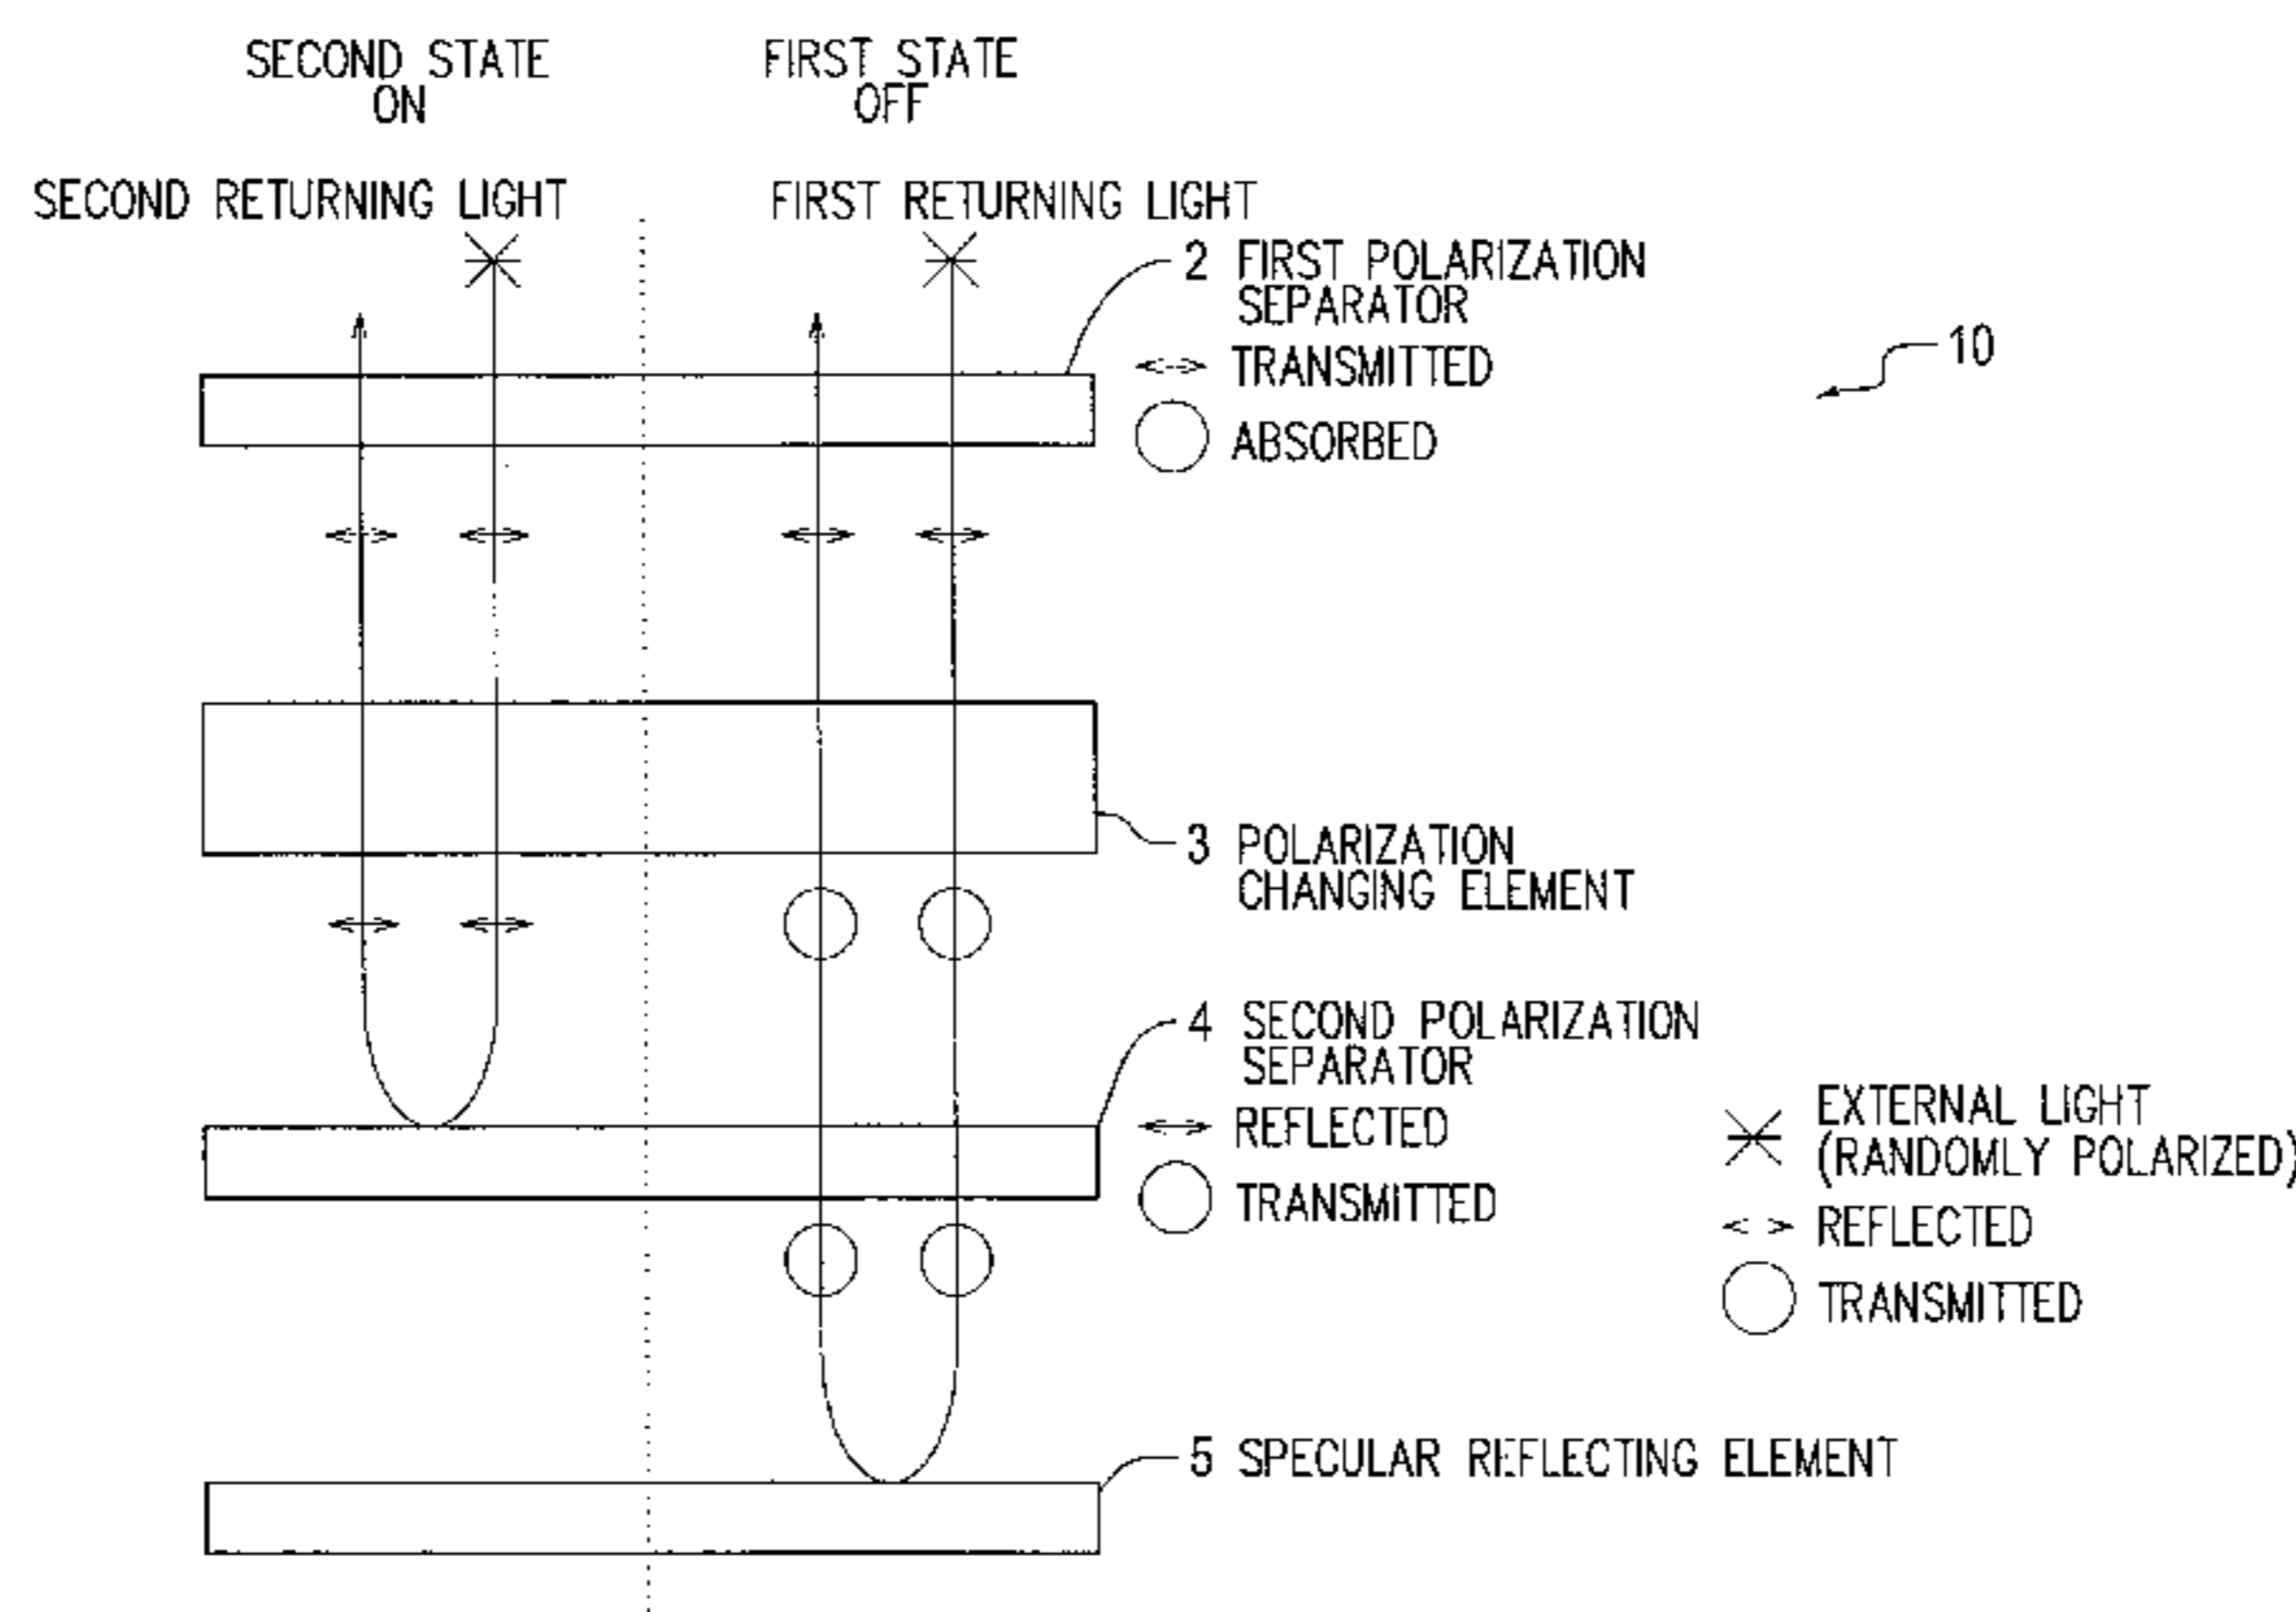 SECOND STATE
ON
FIRST STATE
OFF
SECOND RETURNING LIGHT
FIRST RETURNING LIGHT
2 FIRST POLARIZATION
SEPARATOR
TRANSMITTED
ABSORBED
10
3 POLARIZATION
CHANGING ELEMENT
4 SECOND POLARIZATION
SEPARATOR
REFLECTED
TRANSMITTED
EXTERNAL LIGHT
(RANDOMLY POLARIZED)
REFLECTED
TRANSMITTED
5 SPECULAR REFLECTING ELEMENT